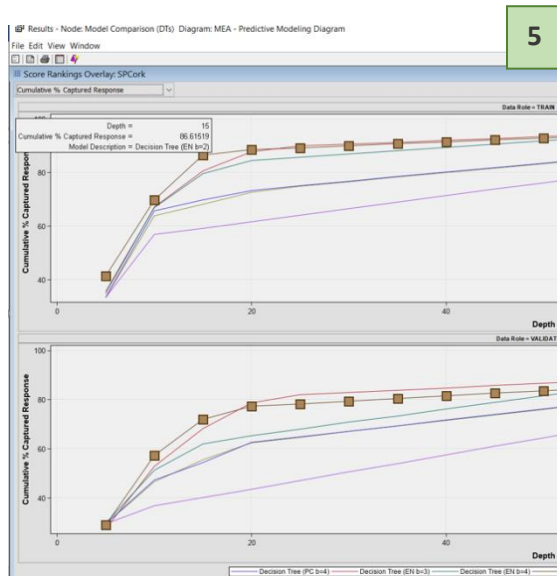 5
Results - Node: Model Comparison (DTs) Diagram: MEA - Predictive Modeling Diagram
File Edit View Window
Score Rankings Overlay: SPCork
Cumulative % Captured Response
Data Role = TRAIN
Depth = 15
Cumulative % Captured Response = 86.61519
Model Description = Decision Tree (EN b=2)
Cumulative % Captured Response
100
80
60
40
0 20 40
Depth
Data Role = VALIDAT
Cumulative % Captured Response
100
80
60
40
0 20 40
Depth
Decision Tree (PC b=4) Decision Tree (EN b=3) Decision Tree (EN b=4)